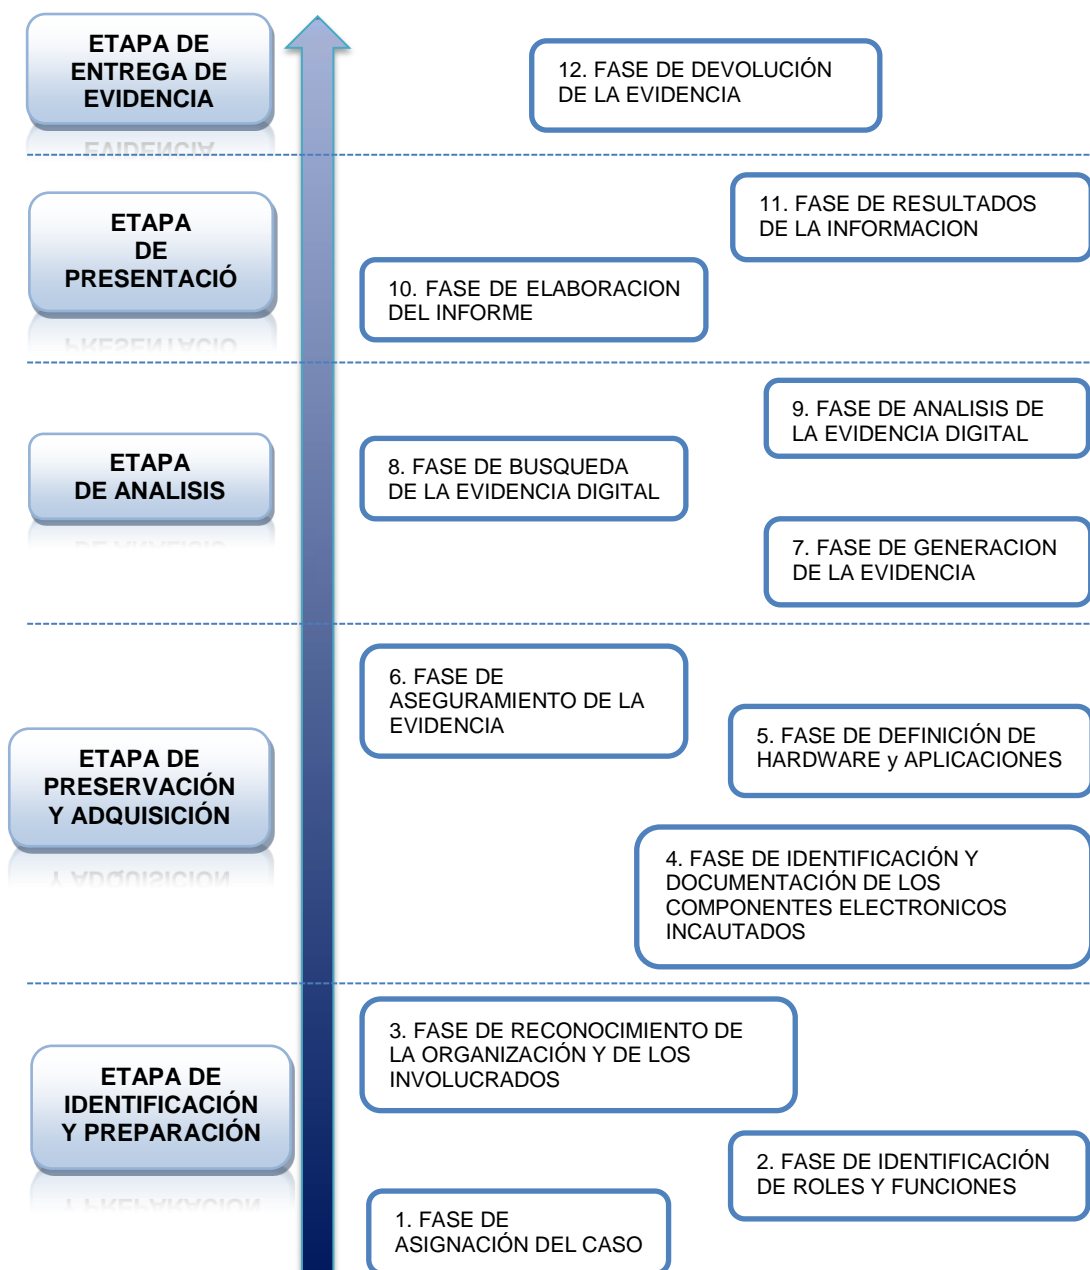 ETAPA DE
ENTREGA DE
EVIDENCIA
12. FASE DE DEVOLUCIÓN
DE LA EVIDENCIA
ETAPA
DE
PRESENTACIÓ
11. FASE DE RESULTADOS
DE LA INFORMACION
10. FASE DE ELABORACION
DEL INFORME
ETAPA
DE ANALISIS
9. FASE DE ANALISIS DE
LA EVIDENCIA DIGITAL
8. FASE DE BUSQUEDA
DE LA EVIDENCIA DIGITAL
7. FASE DE GENERACION
DE LA EVIDENCIA
ETAPA DE
PRESERVACIÓN
Y ADQUISICIÓN
6. FASE DE
ASEGURAMIENTO DE LA
EVIDENCIA
5. FASE DE DEFINICIÓN DE
HARDWARE y APLICACIONES
4. FASE DE IDENTIFICACIÓN Y
DOCUMENTACIÓN DE LOS
COMPONENTES ELECTRONICOS
INCAUTADOS
ETAPA DE
IDENTIFICACIÓN
Y PREPARACIÓN
3. FASE DE RECONOCIMIENTO DE
LA ORGANIZACIÓN Y DE LOS
INVOLUCRADOS
2. FASE DE IDENTIFICACIÓN
DE ROLES Y FUNCIONES
1. FASE DE
ASIGNACIÓN DEL CASO